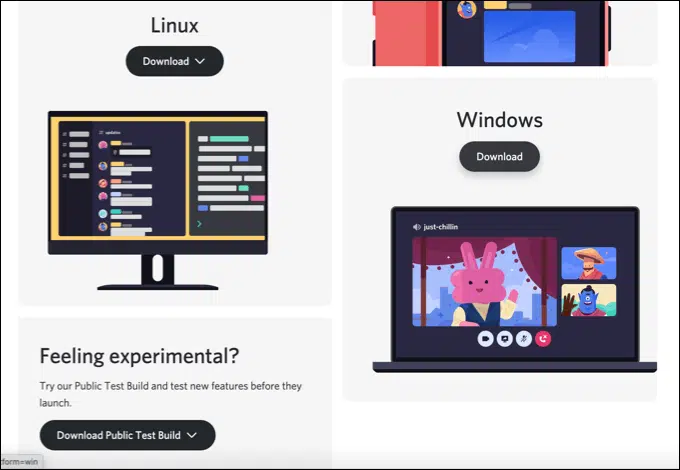 Linux
Download
updates
Feeling experimental?
Try our Public Test Build and test new features before they
launch.
Download Public Test Build
tform=win
Windows
Download
just-chillin